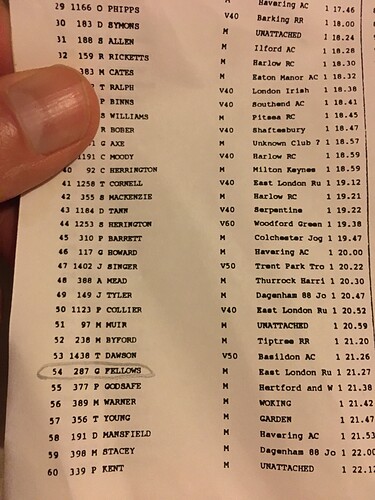 29 1166 O PHIPPS Havering AC 1 17.46
30 183 D SYMONS V40 Barking RR 1 18.00
31 188 S ALLEN M UNATTACHED 1 18.24
32 159 R RICKETTS M Ilford AC 1 18.28
383 M CATES M Harlow RC 1 18.30
T RALPH M Eaton Manor AC 1 18.32
P BINNS V40 London Irish 1 18.38
S WILLIAMS V40 Southend AC 1 18.41
R BOBER M Pitsea RC 1 18.45
G AXE V40 Shaftesbury 1 18.47
1191 C MOODY M Unknown Club ? 1 18.57
40 92 C HERRINGTON V40 Harlow RC 1 18.59
41 1258 T CORNELL M Milton Keynes 1 18.59
42 355 S MACKENZIE V40 East London Ru 1 19.12
43 1184 D TANN M Harlow RC 1 19.21
44 1253 S HERINGTON V40 Serpentine 1 19.22
45 310 P BARRETT V60 Woodford Green 1 19.38
46 117 G HOWARD M Colchester Jog 1 19.47
47 1402 J SINGER M Havering AC 1 20.00
48 388 A MEAD V50 Trent Park Tro 1 20.22
49 149 J TYLER M Thurrock Harri 1 20.30
50 1123 P COLLIER M Dagenham 88 Jo 1 20.47
51 97 M MUIR V40 East London Ru 1 20.52
52 238 M BYFORD M UNATTACHED 1 20.59
53 1438 T DAWSON M Tiptree RR 1 21.20
54 287 G FELLOWS V50 Basildon AC 1 21.26
55 377 P GODSAFE M East London Ru 1 21.27
56 389 M WARNER M Hertford and W 1 21.38
57 356 T YOUNG M WOKING 1 21.42
58 191 D MANSFIELD M GARDEN 1 21.47
59 398 M STACEY M Havering AC 1 21.53
60 339 P KENT M Dagenham 88 Jo 1 22.00
M UNATTACHED 1 22.1